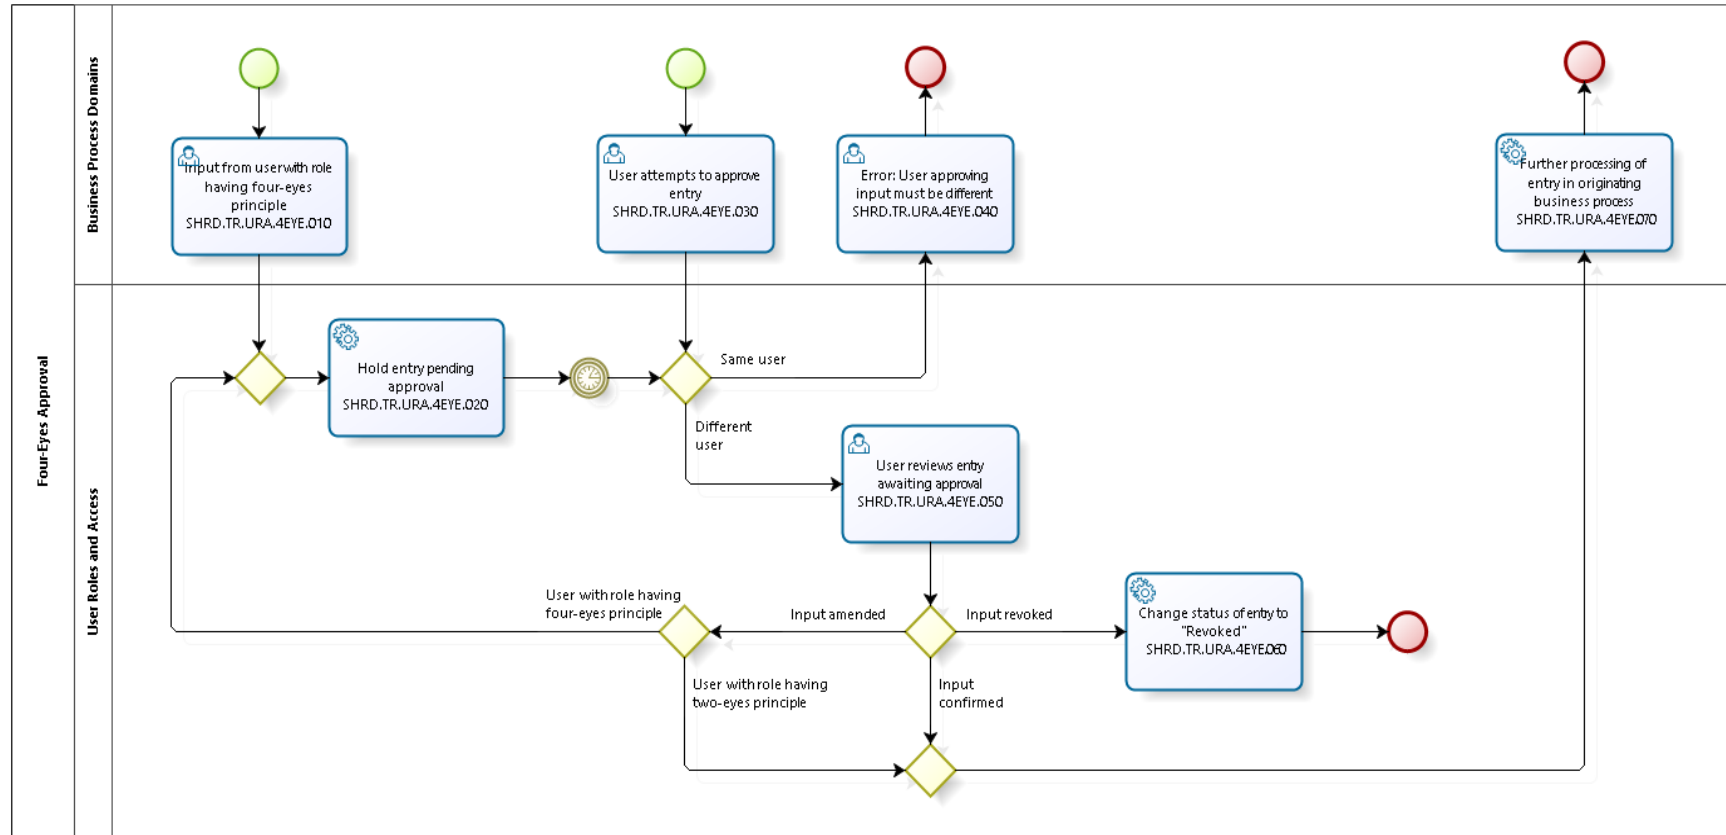 Four-Eyes Approval
Business Process Domains
Input from user with role
having four-eyes
principle
SHRD.TR.URA.4EYE.010
User attempts to approve
entry
SHRD.TR.URA.4EYE.030
Error: User approving
input must be different
SHRD.TR.URA.4EYE.040
Further processing of
entry in originating
business process
SHRD.TR.URA.4EYE.070
User Roles and Access
Hold entry pending
approval
SHRD.TR.URA.4EYE.020
Same user
Different
user
User reviews entry
awaiting approval
SHRD.TR.URA.4EYE.050
User with role having
four-eyes principle
Input amended
Input revoked
Change status of entry to
"Revoked"
SHRD.TR.URA.4EYE.060
User with role having
two-eyes principle
Input
confirmed